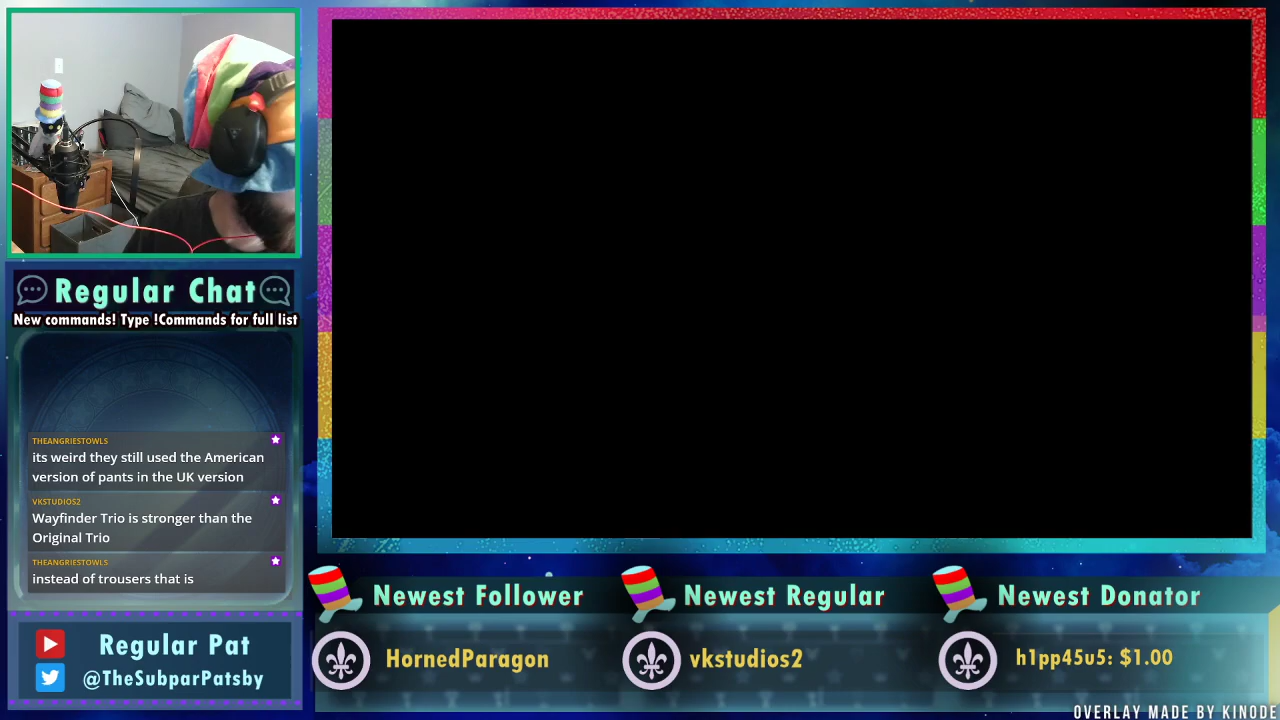 Regular Chat
New commands! Type !Commands for full list
THEANGRIESTOWLS
its weird they still used the American
version of pants in the UK version
VKSTUDIOS2
Wayfinder Trio is stronger than the
Original Trio
THEANGRIESTOWLS
instead of trousers that is
Regular Pat
@TheSubparPatsby
Newest Follower
HornedParagon
Newest Regular
vkstudios2
Newest Donator
h1pp45u5: $1.00
OVERLAY MADE BY KINODE